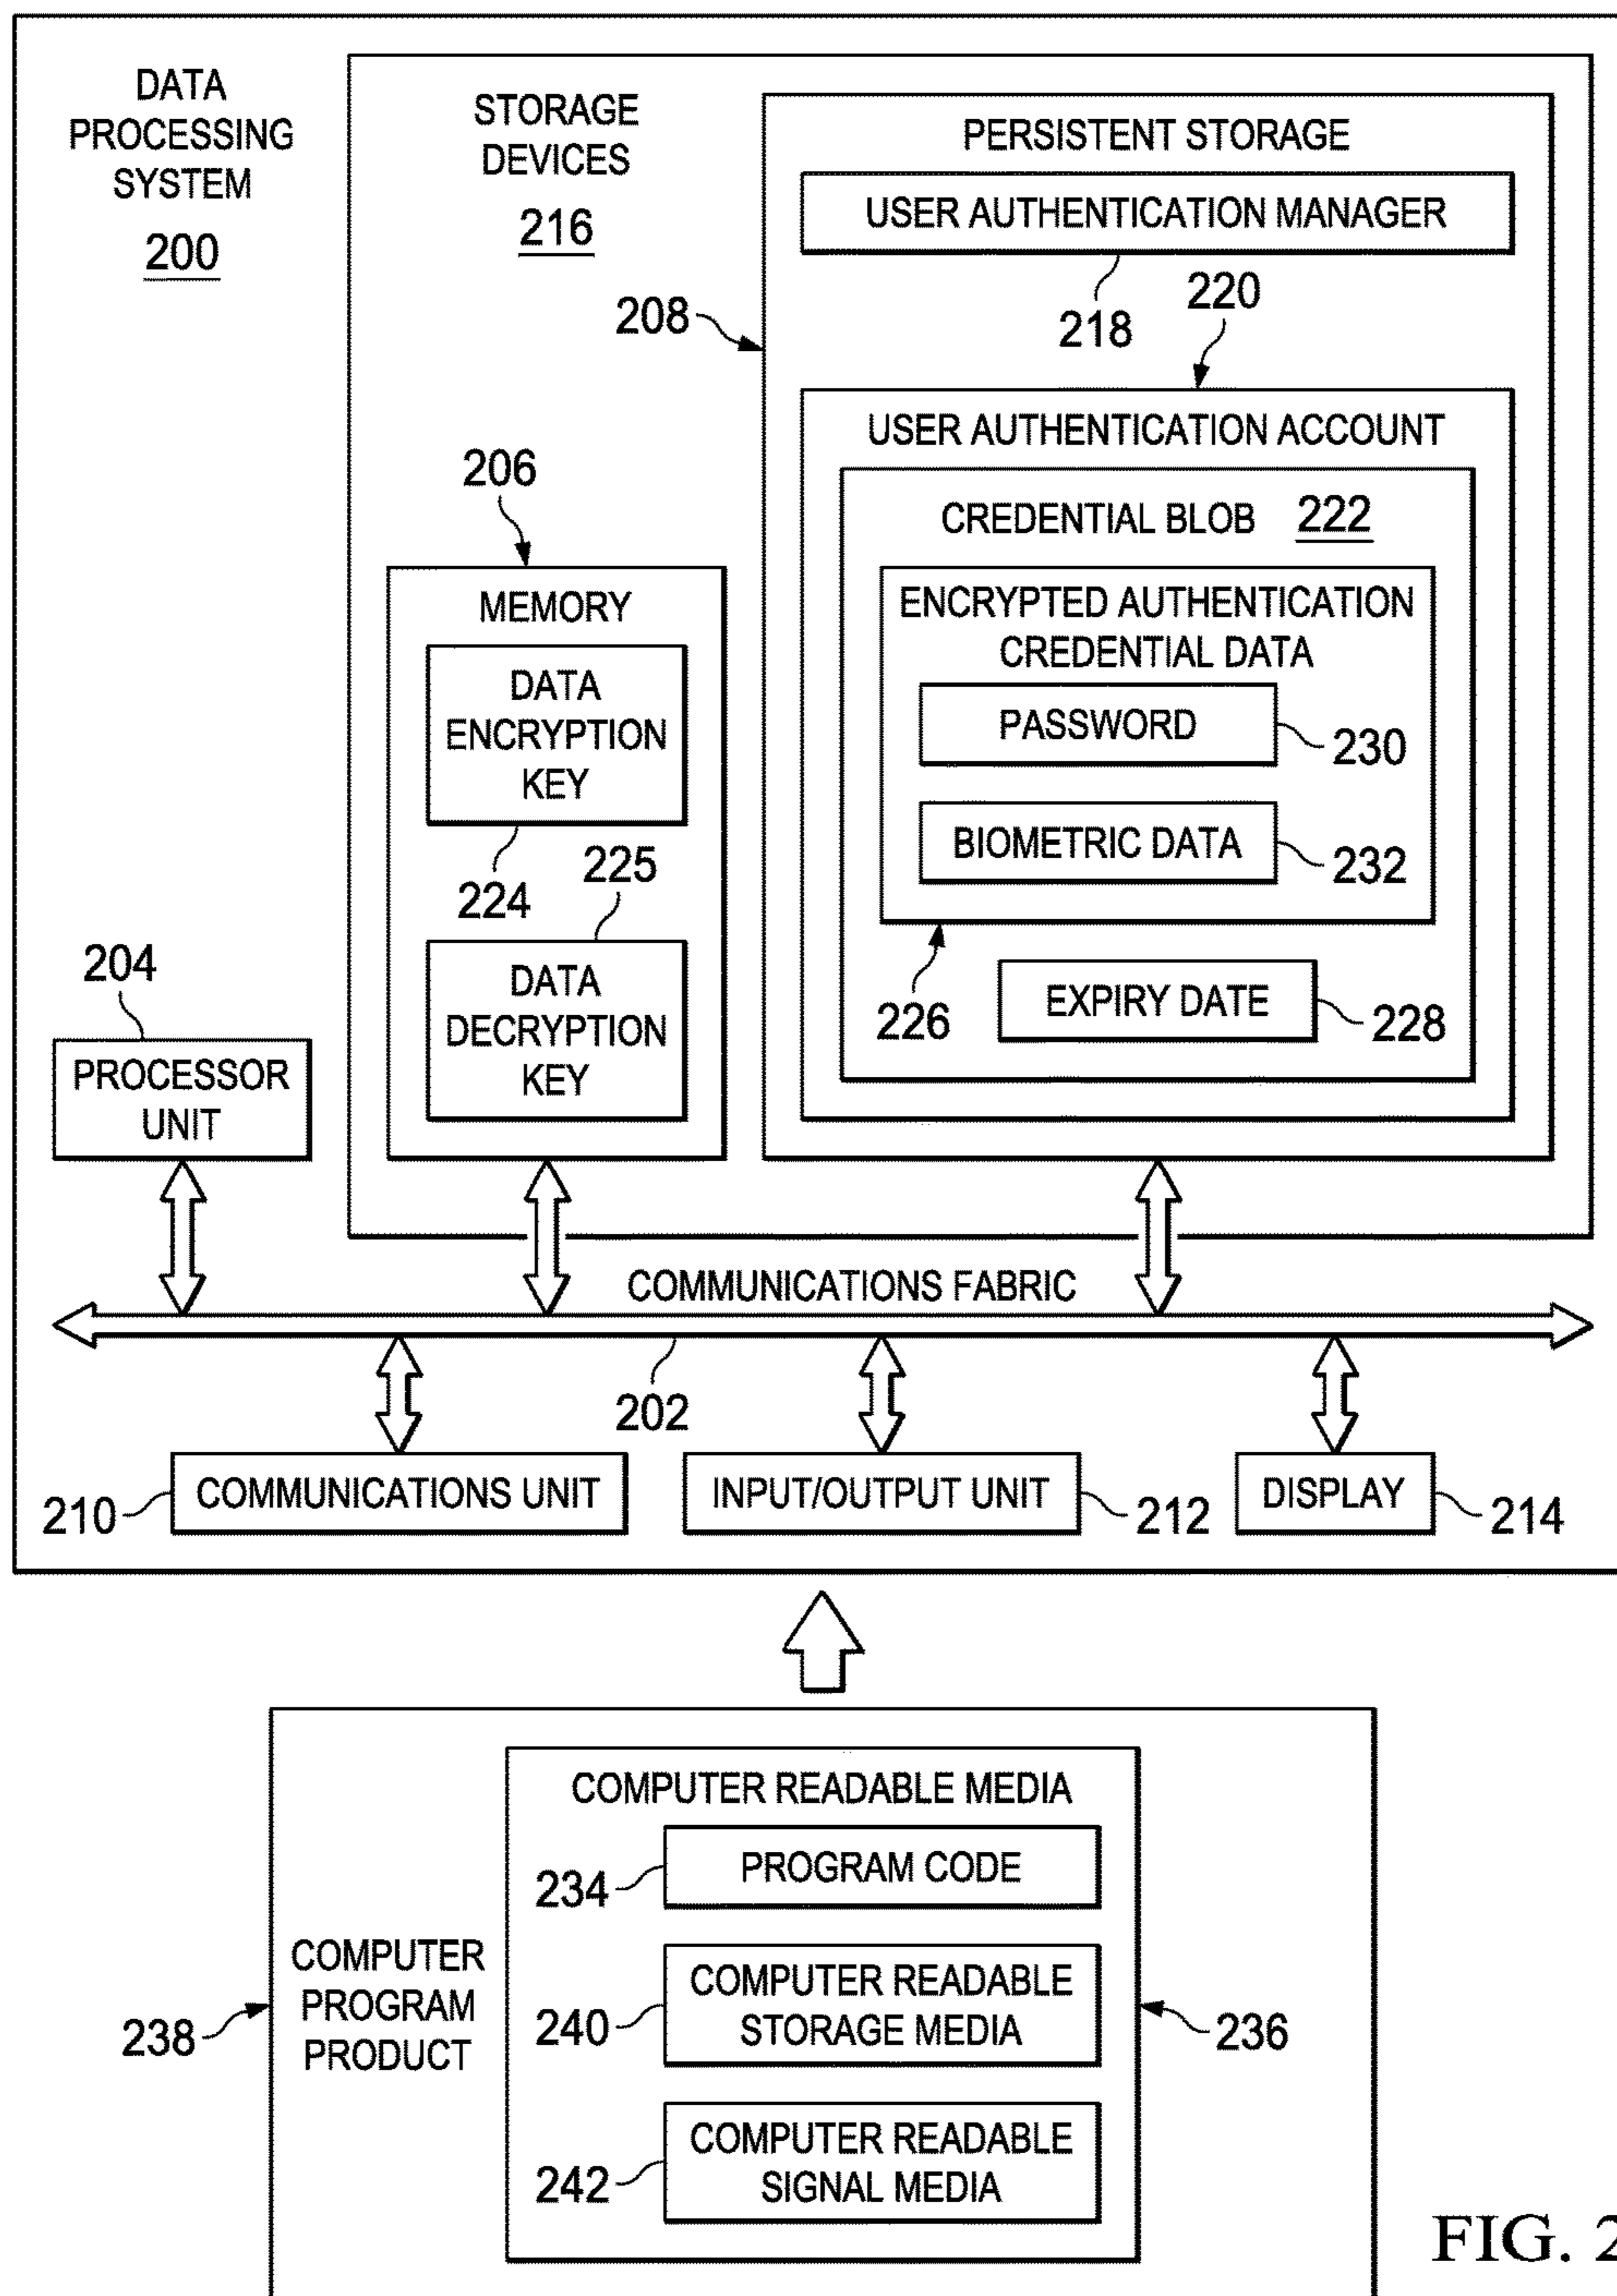 DATA
PROCESSING
SYSTEM
200
STORAGE
DEVICES
216
PERSISTENT STORAGE
USER AUTHENTICATION MANAGER
218
208
220
USER AUTHENTICATION ACCOUNT
CREDENTIAL BLOB 222
ENCRYPTED AUTHENTICATION
CREDENTIAL DATA
PASSWORD
230
BIOMETRIC DATA
232
226
EXPIRY DATE
228
206
MEMORY
DATA
ENCRYPTION
KEY
224
225
DATA
DECRYPTION
KEY
204
PROCESSOR
UNIT
COMMUNICATIONS FABRIC
202
210
COMMUNICATIONS UNIT
INPUT/OUTPUT UNIT
212
DISPLAY
214
COMPUTER READABLE MEDIA
234
PROGRAM CODE
COMPUTER
PROGRAM
PRODUCT
238
240
COMPUTER READABLE
STORAGE MEDIA
236
242
COMPUTER READABLE
SIGNAL MEDIA
FIG. 2